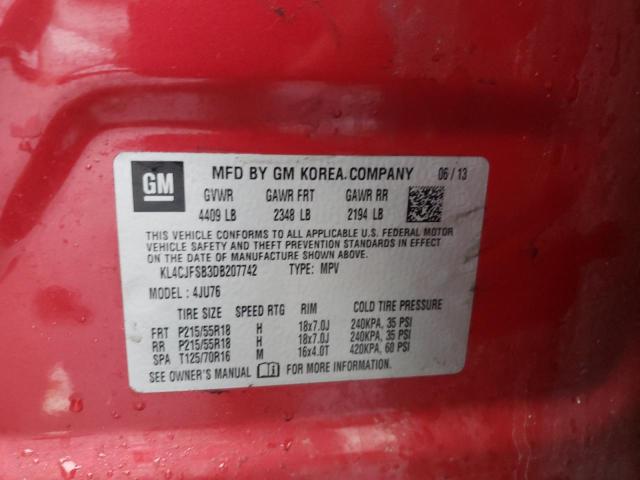 GM
MFD BY GM KOREA COMPANY 06/13
GVWR GAWR FRT GAWR RR
4409 LB 2348 LB 2194 LB
THIS VEHICLE CONFORMS TO ALL APPLICABLE U.S. FEDERAL MOTOR
VEHICLE SAFETY AND THEFT PREVENTION STANDARDS IN EFFECT
ON THE DATE OF MANUFACTURE SHOWN ABOVE.
KL4CJFSB3DB207742 TYPE: MPV
MODEL : 4JU76
TIRE SIZE SPEED RTG RIM COLD TIRE PRESSURE
FRT P215/55R18 H 18x7.0J 240KPA, 35 PSI
RR P215/55R18 H 18x7.0J 240KPA, 35 PSI
SPA T125/70R16 M 16x4.0T 420KPA, 60 PSI
SEE OWNER'S MANUAL FOR MORE INFORMATION.